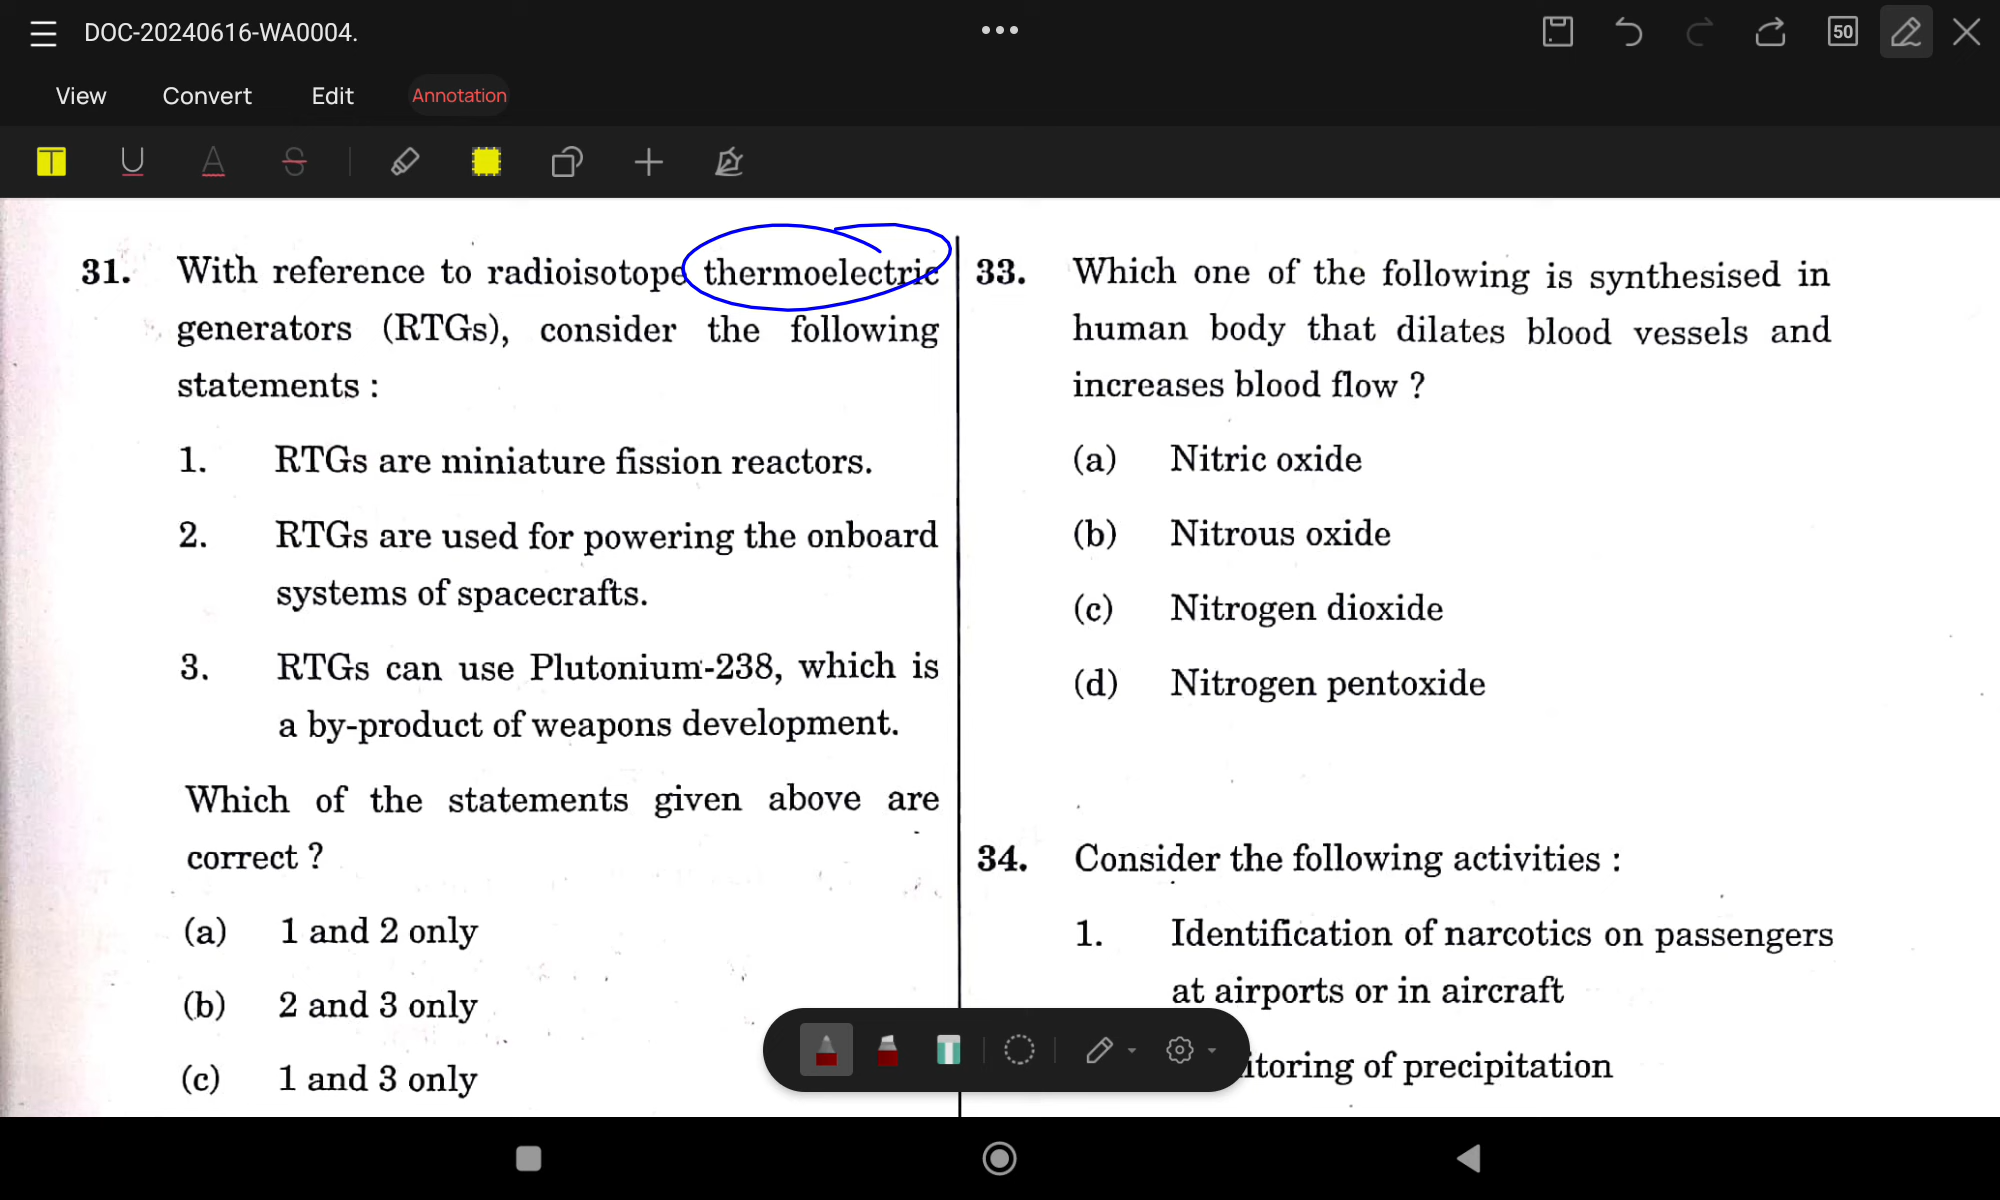 DOC-20240616-WA0004.
50
View Convert Edit Annotation
31. With reference to radioisotope thermoelectric
generators (RTGs), consider the following
statements :
1. RTGs are miniature fission reactors.
2. RTGs are used for powering the onboard
systems of spacecrafts.
3. RTGs can use Plutonium-238, which is
a by-product of weapons development.
Which of the statements given above are
correct ?
(a) 1 and 2 only
(b) 2 and 3 only
(c) 1 and 3 only
33. Which one of the following is synthesised in
human body that dilates blood vessels and
increases blood flow ?
(a) Nitric oxide
(b) Nitrous oxide
(c) Nitrogen dioxide
(d) Nitrogen pentoxide
34. Consider the following activities :
1. Identification of narcotics on passengers
at airports or in aircraft
itoring of precipitation